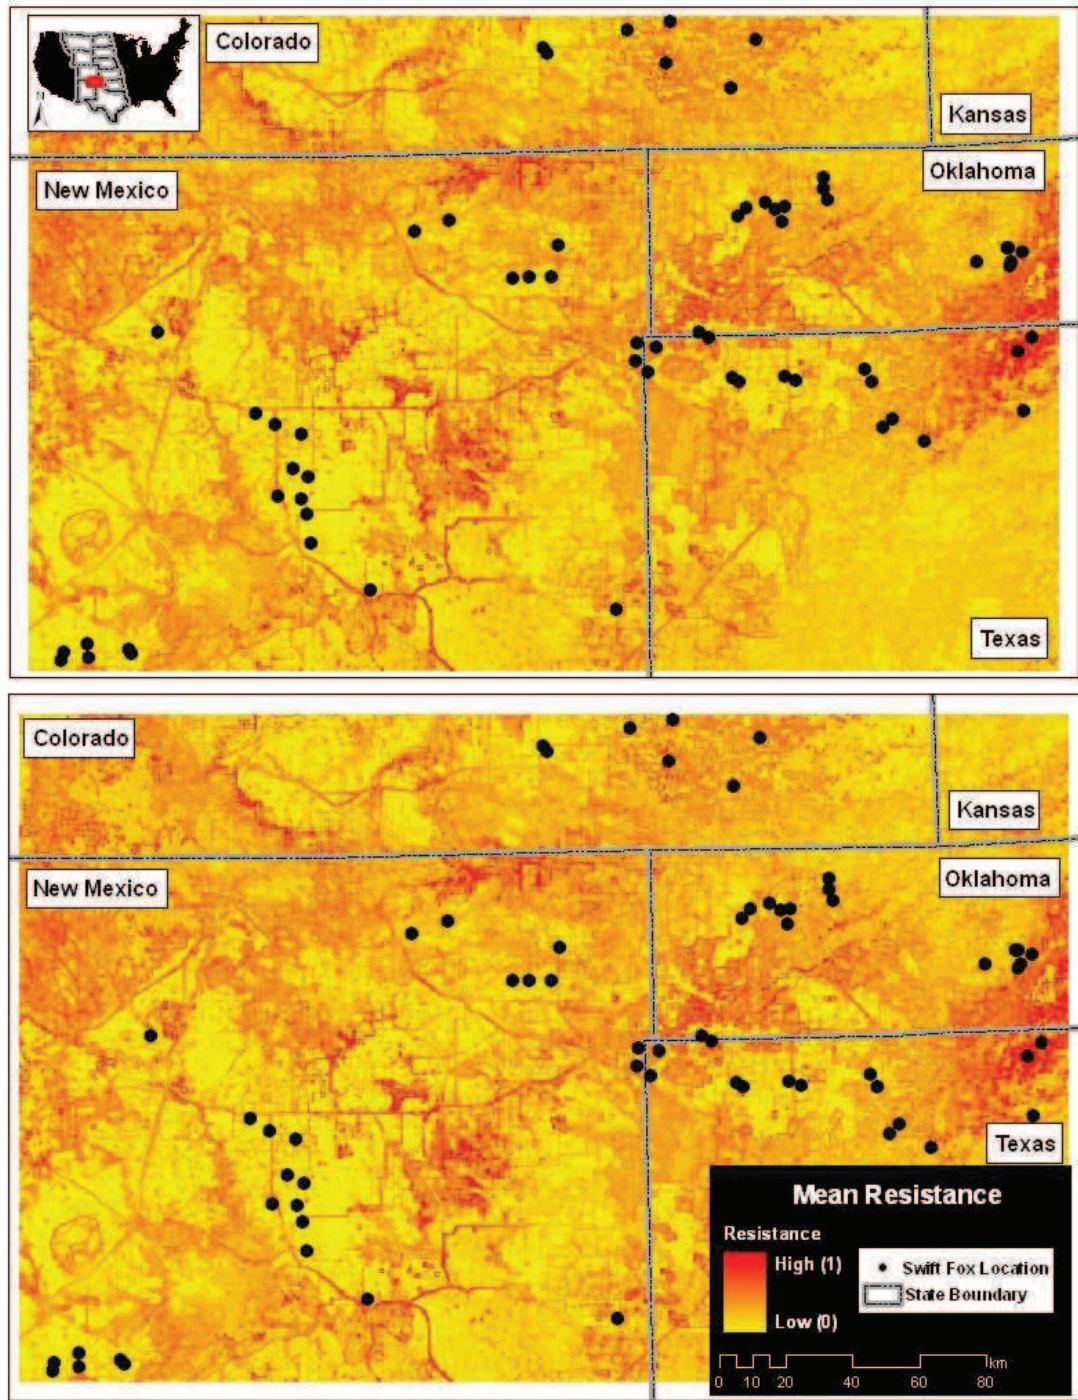 Colorado
Kansas
New Mexico
Oklahoma
Texas
Colorado
Kansas
New Mexico
Oklahoma
Texas
Mean Resistance
Resistance
High (1)
Low (0)
Swift Fox Location
State Boundary
km
0 10 20 40 60 80